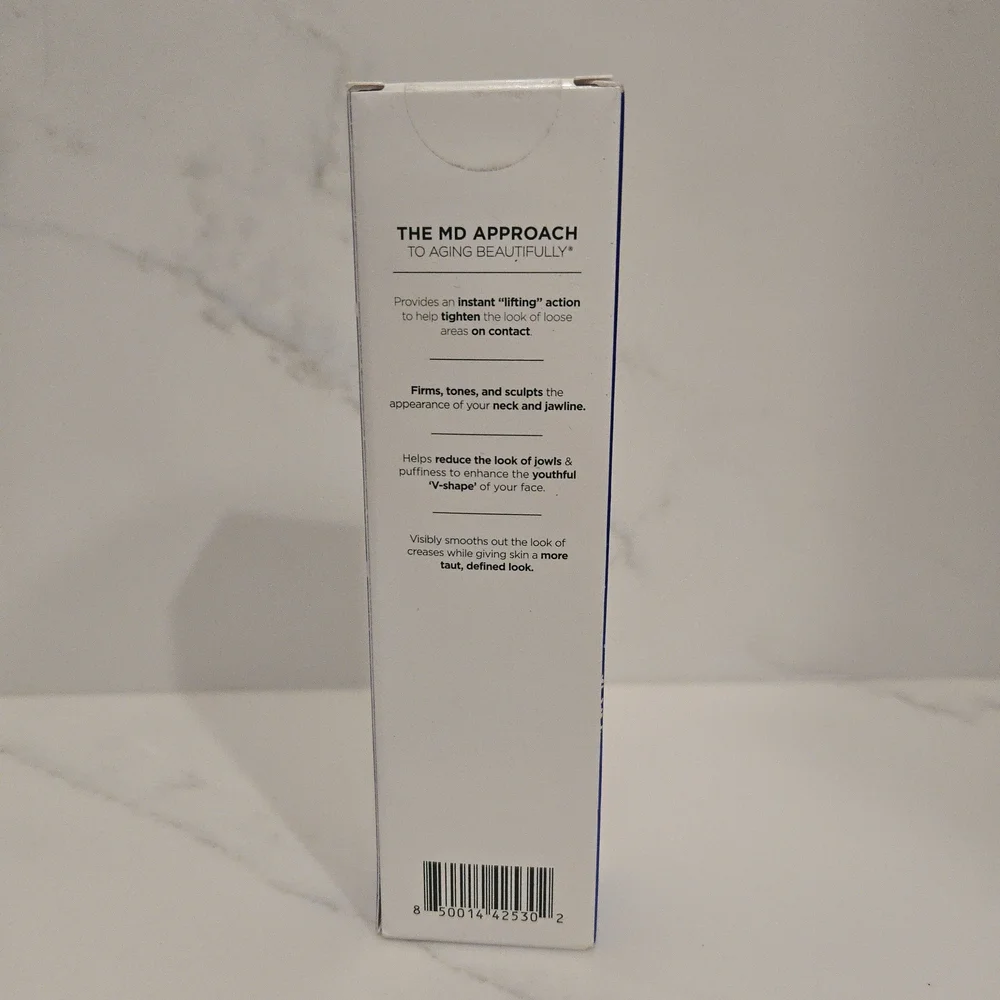 THE MD APPROACH
TO AGING BEAUTIFULLY*
Provides an instant “lifting” action
to help tighten the look of loose
areas on contact.
Firms, tones, and sculpts the
appearance of your neck and jawline.
Helps reduce the look of jowls &
puffiness to enhance the youthful
‘V-shape’ of your face.
Visibly smooths out the look of
creases while giving skin a more
taut, defined look.
8 50014 42530 2